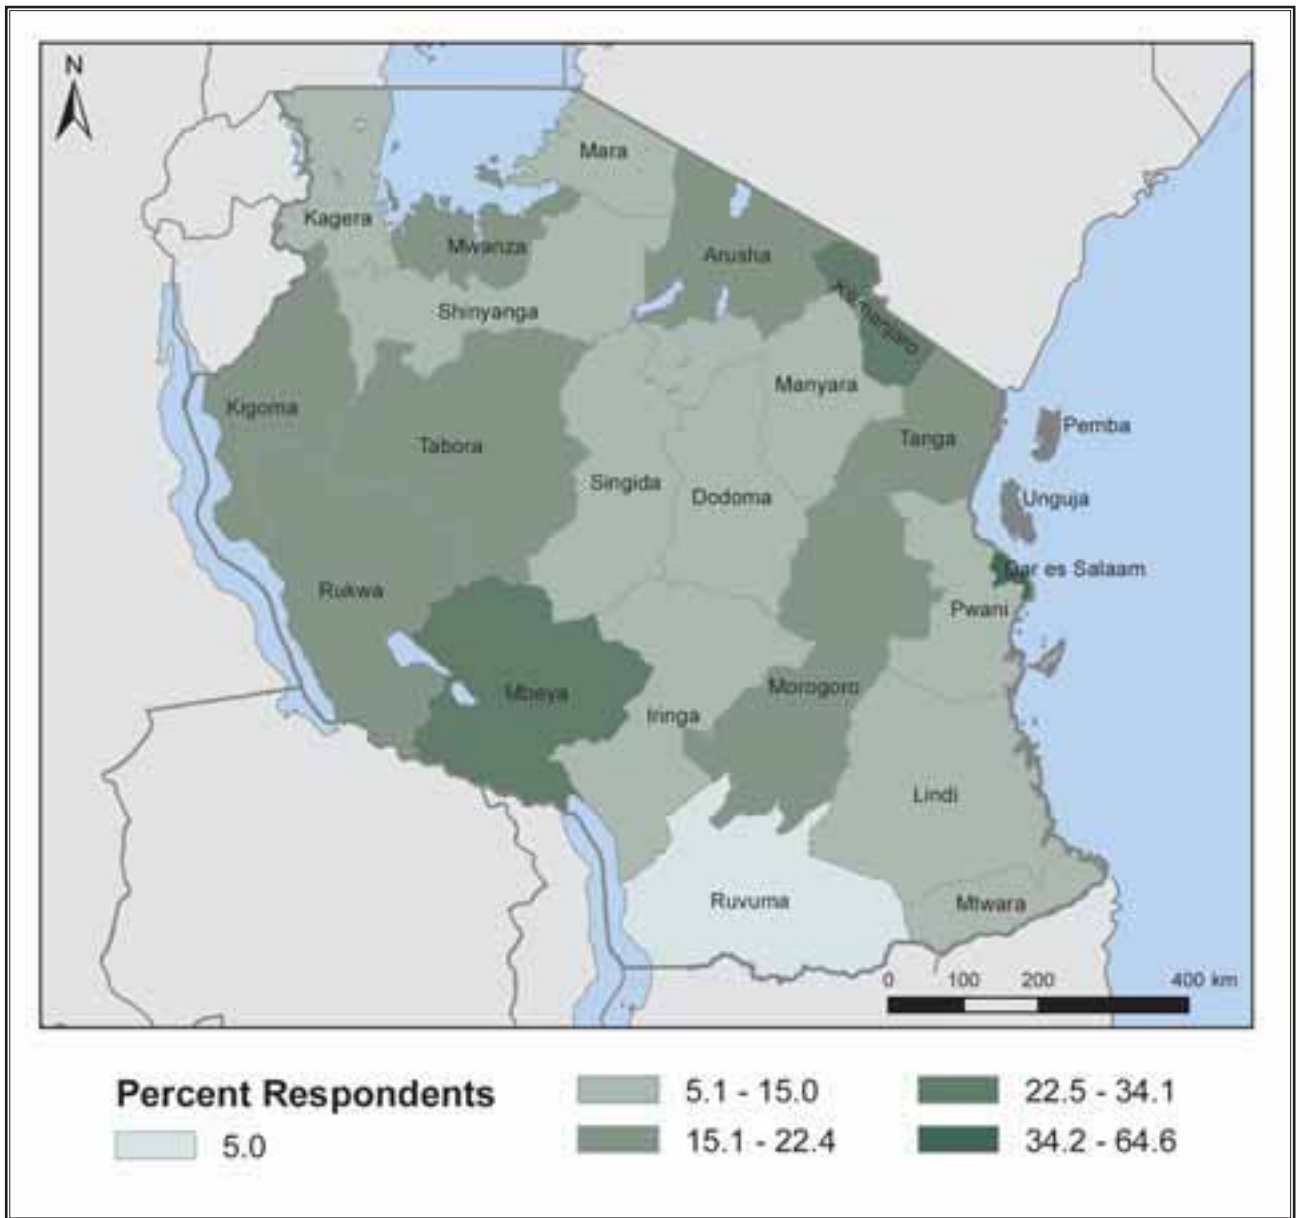 N
Mara
Kagera
Mwanza
Arusha
Kilimanjaro
Shinyanga
Manyara
Kigoma
Tabora
Tanga
Pemba
Singida
Dodoma
Unguja
Dar es Salaam
Rukwa
Pwani
Mbeya
Morogoro
Iringa
Lindi
Ruvuma
Mtwara
0 100 200 400 km
Percent Respondents
5.0
5.1 - 15.0
15.1 - 22.4
22.5 - 34.1
34.2 - 64.6